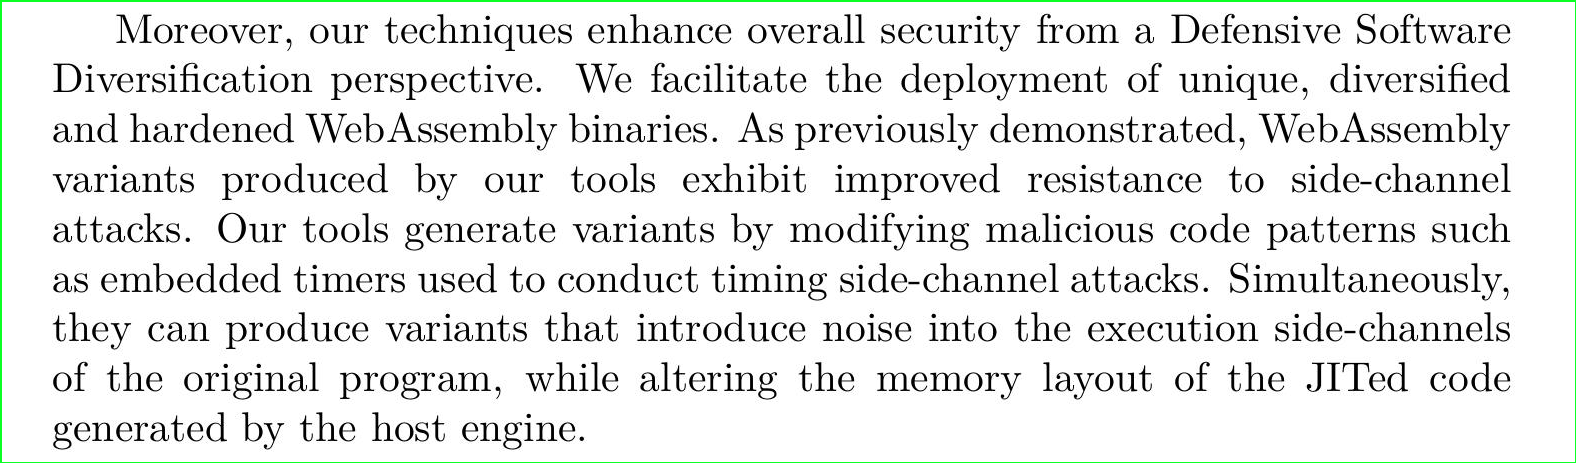 Moreover, our techniques enhance overall security from a Defensive Software
Diversification perspective. We facilitate the deployment of unique, diversified
and hardened WebAssembly binaries. As previously demonstrated, WebAssembly
variants produced by our tools exhibit improved resistance to side-channel
attacks. Our tools generate variants by modifying malicious code patterns such
as embedded timers used to conduct timing side-channel attacks. Simultaneously,
they can produce variants that introduce noise into the execution side-channels
of the original program, while altering the memory layout of the JITed code
generated by the host engine.